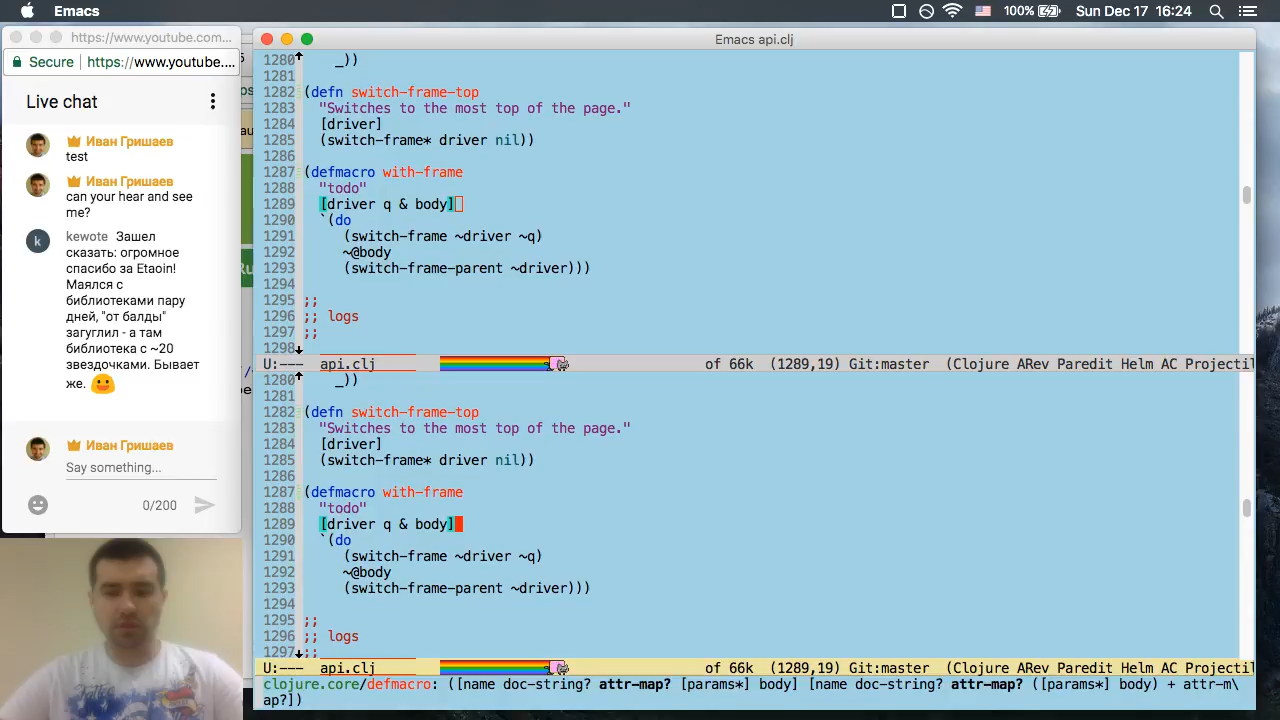 Emacs
100%
Sun Dec 17 16:24
https://www.youtube.com...
Secure
https://www.youtube....
Live chat
Иван Гришаев
test
Иван Гришаев
can your hear and see
me?
k
kewote Зашел
сказать: огромное
спасибо за Etaoin!
Маялся с
библиотеками пару
дней, "от балды"
загуглил - а там
библиотека с ~20
звездочками. Бывает
же.
Иван Гришаев
Say something...
0/200
Emacs api.clj
1280 _))
1281
1282 (defn switch-frame-top
1283 "Switches to the most top of the page."
1284 [driver]
1285 (switch-frame* driver nil))
1286
1287 (defmacro with-frame
1288 "todo"
1289 [driver q & body]
1290 `(do
1291 (switch-frame ~driver ~q)
1292 ~@body
1293 (switch-frame-parent ~driver)))
1294
1295 ;;
1296 ;; logs
1297 ;;
1298
U:--- api.clj of 66k (1289,19) Git:master (Clojure ARev Paredit Helm AC Projectil
1280 _))
1281
1282 (defn switch-frame-top
1283 "Switches to the most top of the page."
1284 [driver]
1285 (switch-frame* driver nil))
1286
1287 (defmacro with-frame
1288 "todo"
1289 [driver q & body]
1290 `(do
1291 (switch-frame ~driver ~q)
1292 ~@body
1293 (switch-frame-parent ~driver)))
1294
1295 ;;
1296 ;; logs
1297 ;;
U:--- api.clj of 66k (1289,19) Git:master (Clojure ARev Paredit Helm AC Projectil
clojure.core/defmacro: ([name doc-string? attr-map? [params*] body] [name doc-string? attr-map? ([params*] body) + attr-m\
ap?])